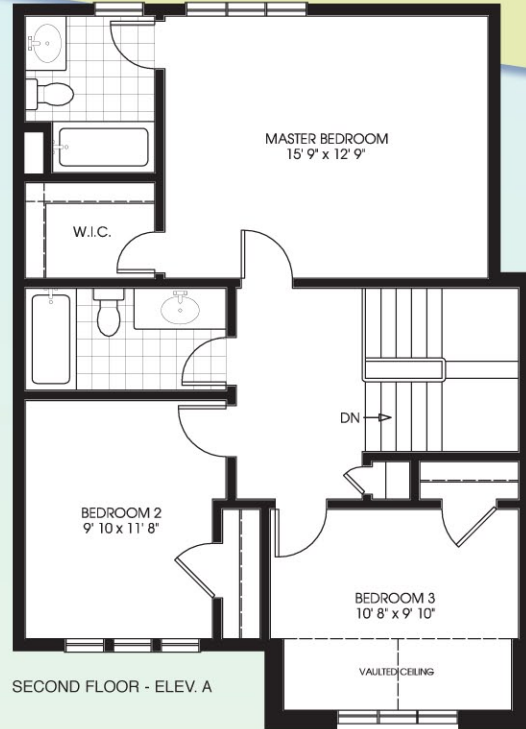 MASTER BEDROOM
15' 9" x 12' 9"
W.I.C.
DN
BEDROOM 2
9' 10 x 11' 8"
BEDROOM 3
10' 8" x 9' 10"
VAULTED CEILING
SECOND FLOOR - ELEV. A